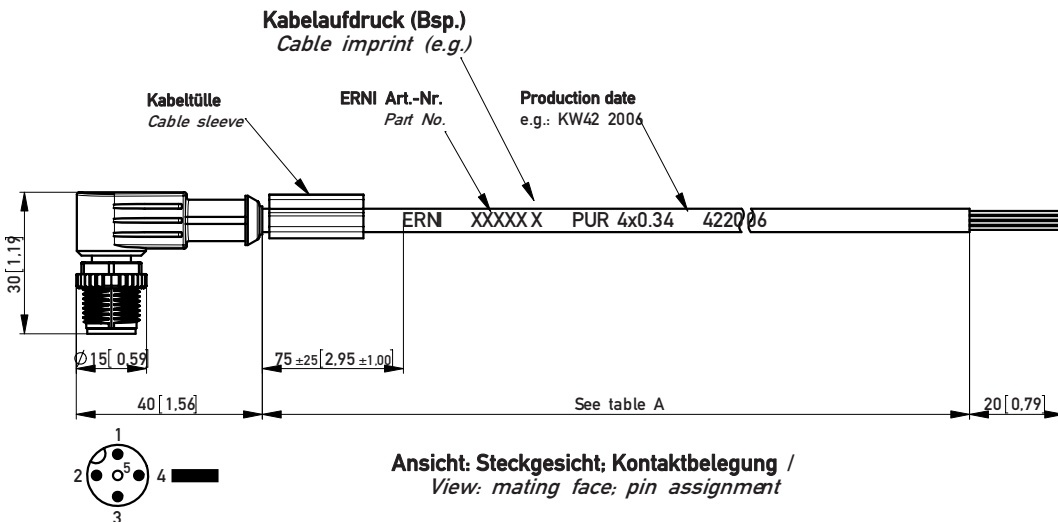 Kabelaufdruck (Bsp.)
Cable imprint (e.g.)
Kabeltülle
Cable sleeve
ERNI Art.-Nr.
Part No.
Production date
e.g.: KW42 2006
ERNI XXXXX X PUR 4x0.34 422006
30[1,19]
Ø15[0,59]
75 ±25[2,95 ±1,00]
40[1,56]
See table A
20[0,79]
1
2
5
4
3
Ansicht: Steckgesicht; Kontaktbelegung /
View: mating face; pin assignment